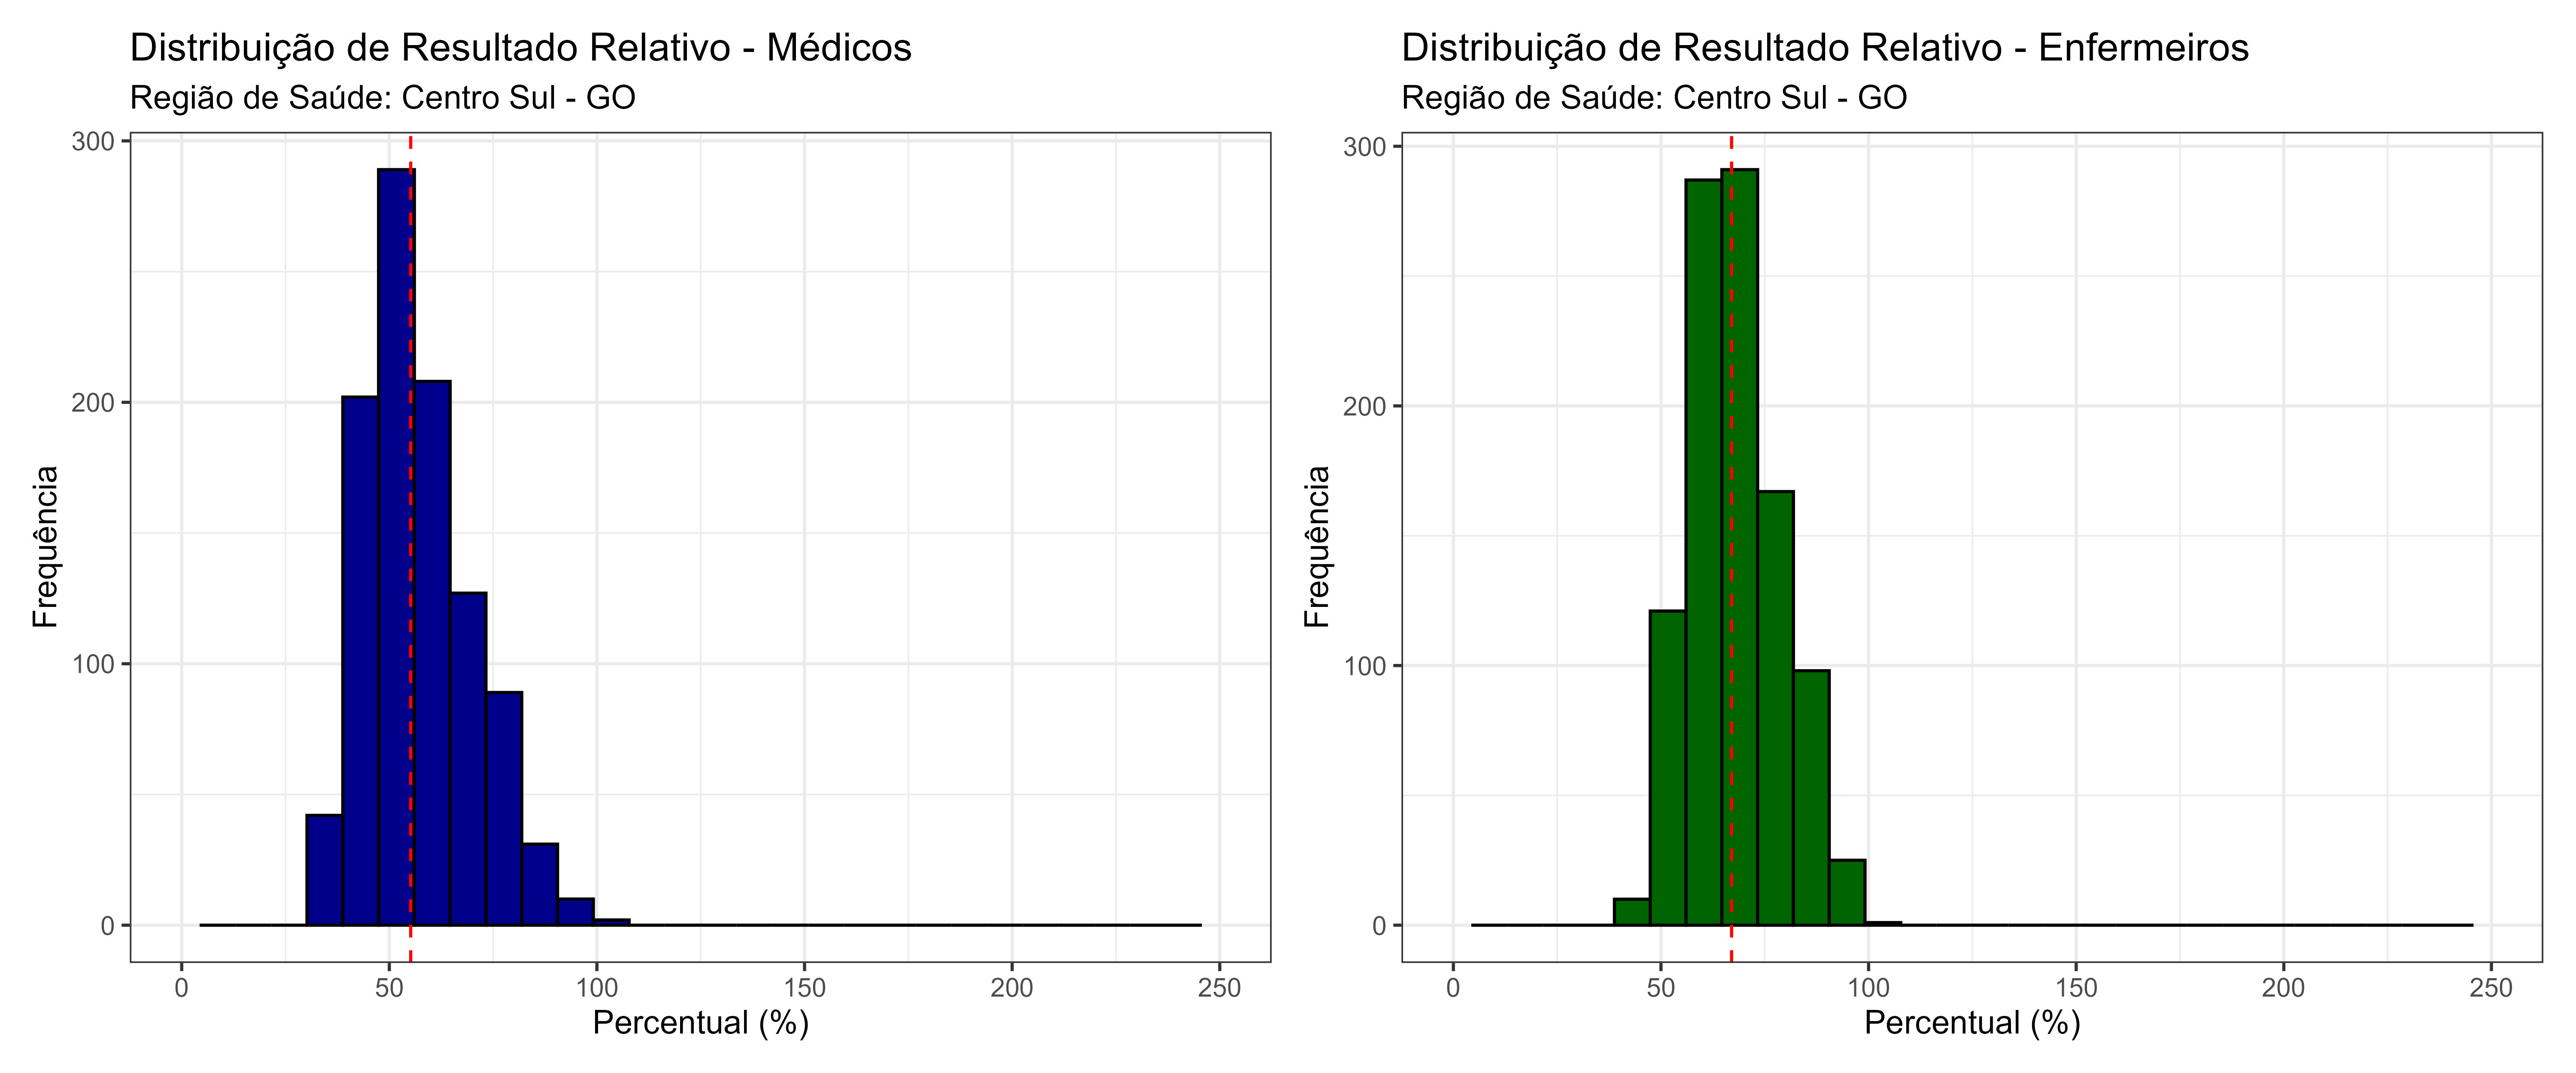 Distribuição de Resultado Relativo - Médicos
Região de Saúde: Centro Sul - GO
300
200
100
0
Frequência
0 50 100 150 200 250
Percentual (%)
Distribuição de Resultado Relativo - Enfermeiros
Região de Saúde: Centro Sul - GO
300
200
100
0
Frequência
0 50 100 150 200 250
Percentual (%)